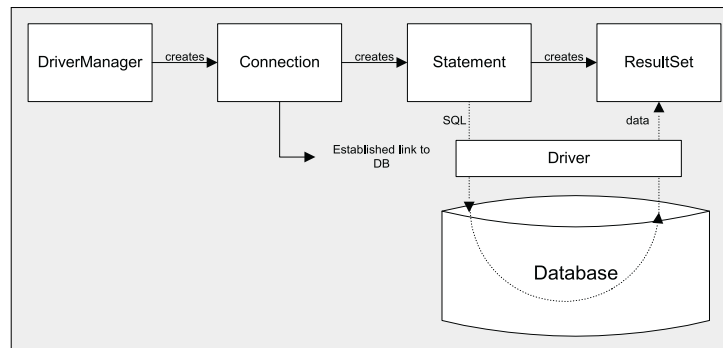 DriverManager
creates
Connection
creates
Statement
creates
ResultSet
SQL
data
Established link to
DB
Driver
Database